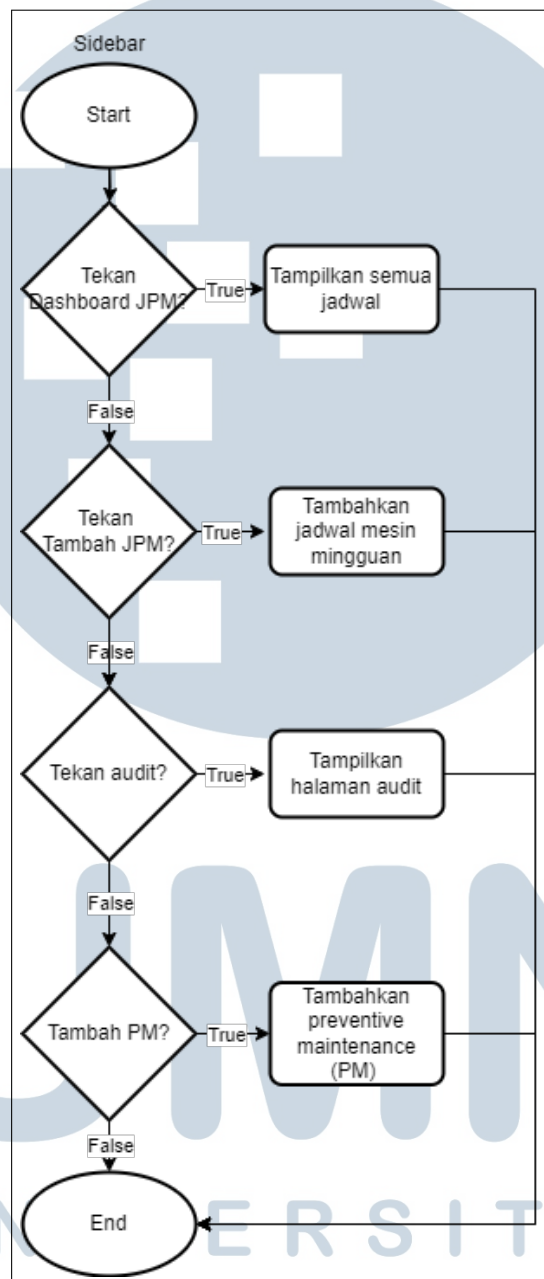 Sidebar
Start
Tekan
Dashboard JPM?
True
Tampilkan semua
jadwal
False
Tekan
Tambah JPM?
True
Tambahkan
jadwal mesin
mingguan
False
Tekan audit?
True
Tampilkan
halaman audit
False
Tambah PM?
True
Tambahkan
preventive
maintenance
(PM)
False
End
UMN
N ERSIT